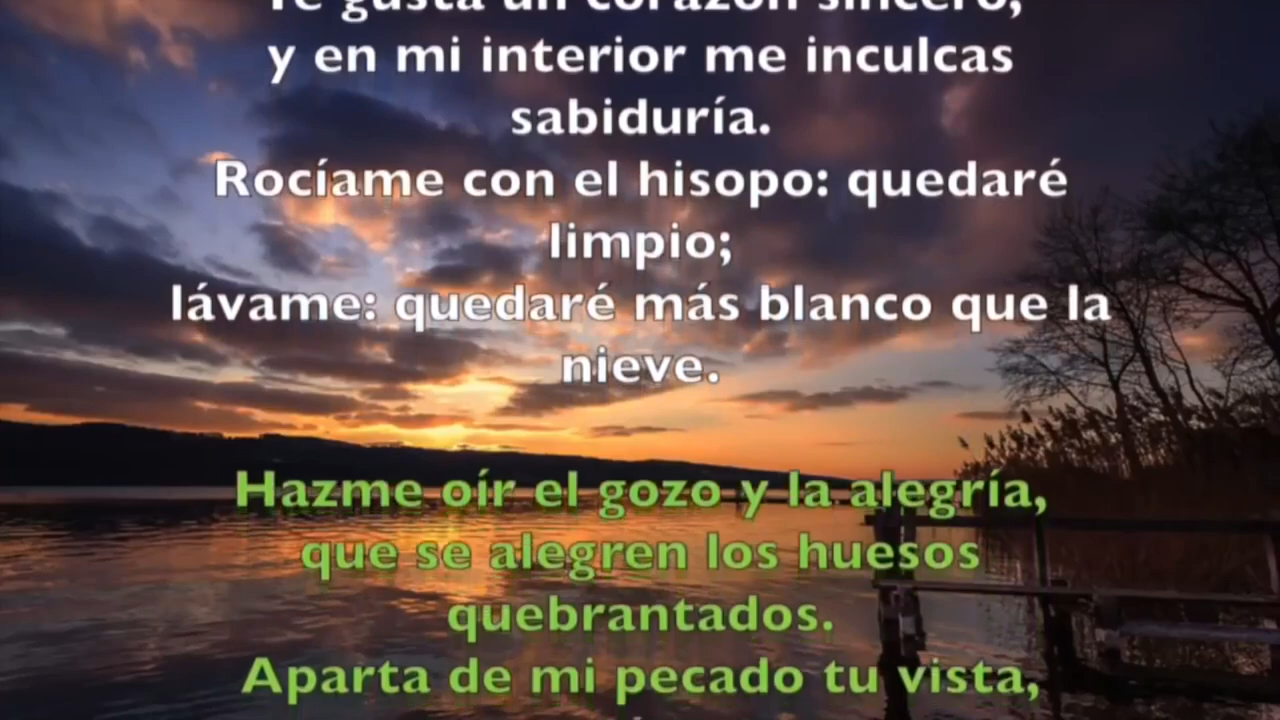 Te gusta un corazón sincero,
y en mi interior me inculcas
sabiduría.
Rocíame con el hisopo: quedaré
limpio;
lávame: quedaré más blanco que la
nieve.
Hazme oír el gozo y la alegría,
que se alegren los huesos
quebrantados.
Aparta de mi pecado tu vista,